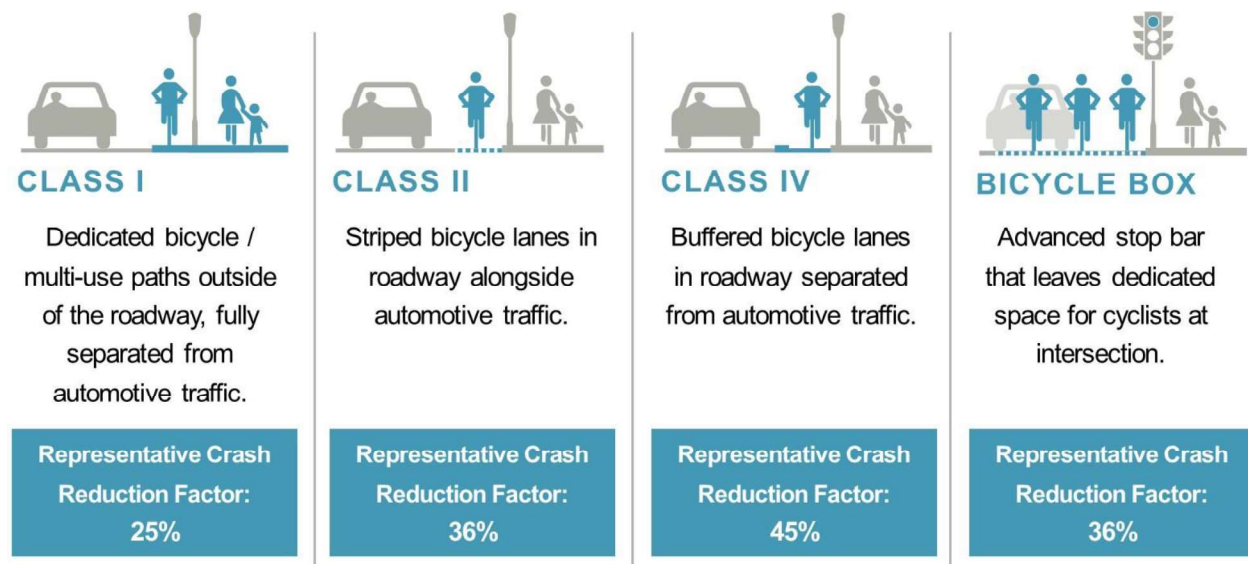 CLASS I
Dedicated bicycle /
multi-use paths outside
of the roadway, fully
separated from
automotive traffic.
Representative Crash
Reduction Factor:
25%
CLASS II
Striped bicycle lanes in
roadway alongside
automotive traffic.
Representative Crash
Reduction Factor:
36%
CLASS IV
Buffered bicycle lanes
in roadway separated
from automotive traffic.
Representative Crash
Reduction Factor:
45%
BICYCLE BOX
Advanced stop bar
that leaves dedicated
space for cyclists at
intersection.
Representative Crash
Reduction Factor:
36%